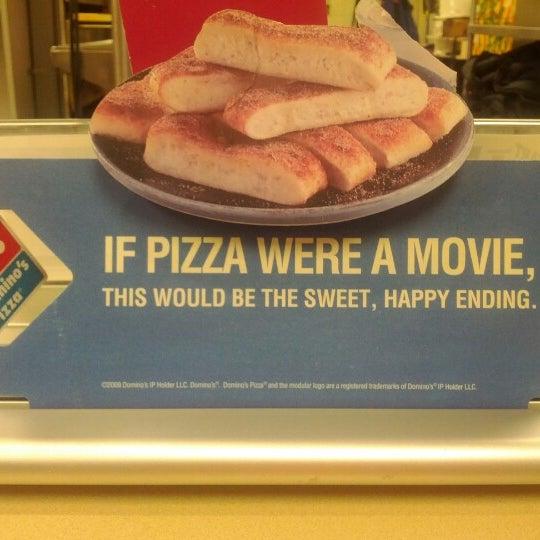 IF PIZZA WERE A MOVIE,
THIS WOULD BE THE SWEET, HAPPY ENDING.
mino's
izza
©2009 Domino's IP Holder LLC. Domino's®, Domino's Pizza® and the modular logo are a registered trademarks of Domino's® IP Holder LLC.